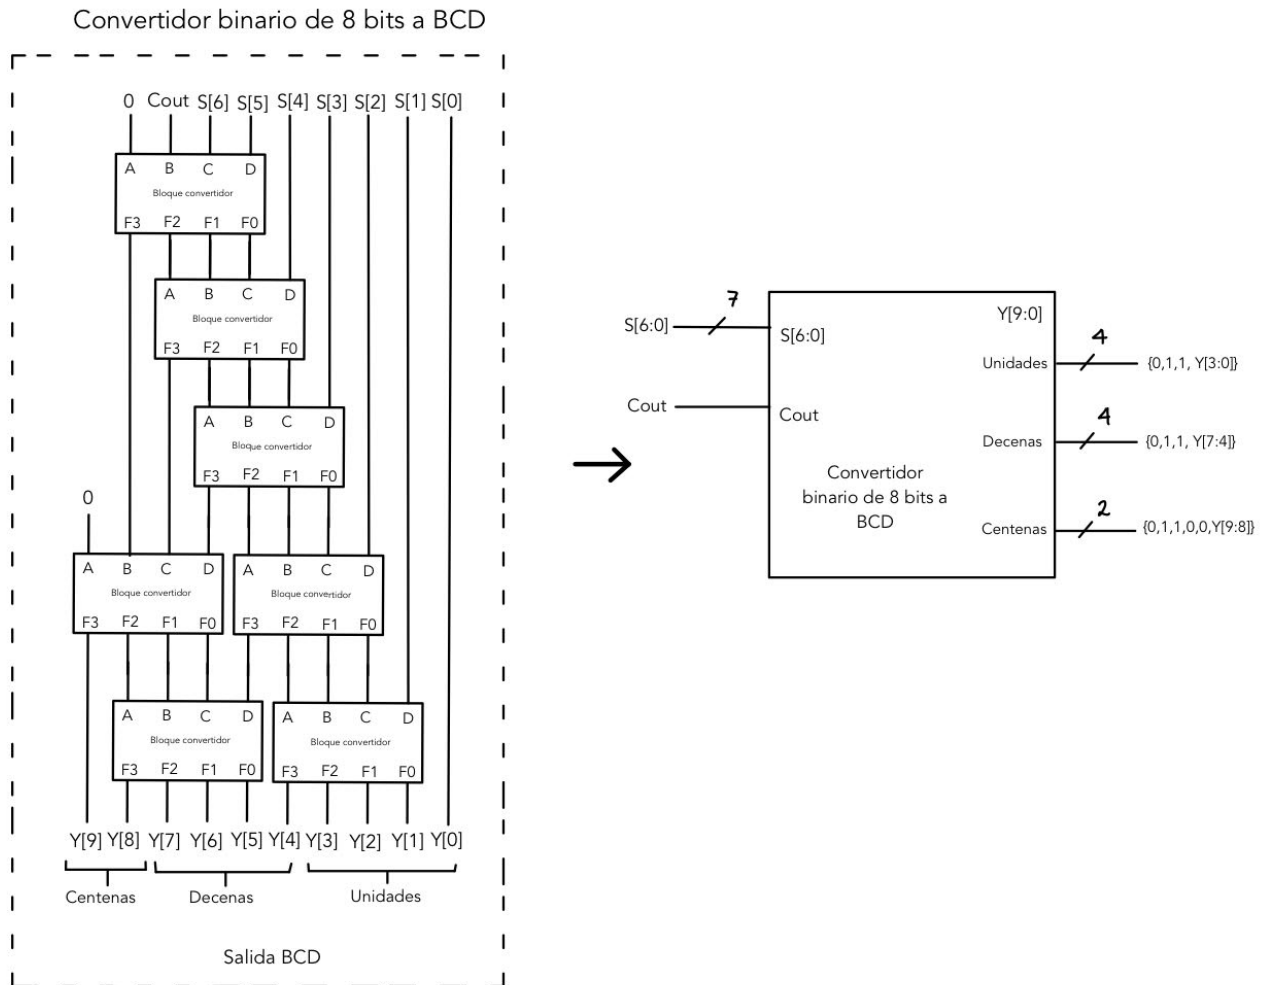 Convertidor binario de 8 bits a BCD
0 Cout S[6] S[5] S[4] S[3] S[2] S[1] S[0]
A B C D
Bloque convertidor
F3 F2 F1 F0
A B C D
Bloque convertidor
F3 F2 F1 F0
A B C D
Bloque convertidor
F3 F2 F1 F0
0
A B C D A B C D
Bloque convertidor Bloque convertidor
F3 F2 F1 F0 F3 F2 F1 F0
A B C D A B C D
Bloque convertidor Bloque convertidor
F3 F2 F1 F0 F3 F2 F1 F0
Y[9] Y[8] Y[7] Y[6] Y[5] Y[4] Y[3] Y[2] Y[1] Y[0]
Centenas Decenas Unidades
Salida BCD
7
S[6:0] S[6:0]
Cout Cout
Y[9:0]
4
Unidades {0,1,1, Y[3:0]}
4
Decenas {0,1,1, Y[7:4]}
2
Centenas {0,1,1,0,0,Y[9:8]}
Convertidor
binario de 8 bits a
BCD